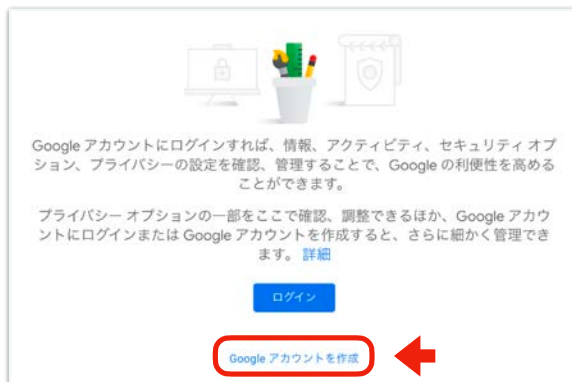 Google アカウントにログインすれば、情報、アクティビティ、セキュリティ オプ
ション、プライバシーの設定を確認、管理することで、Google の利便性を高める
ことができます。
プライバシー オプションの一部をここで確認、調整できるほか、Google アカウ
ントにログインまたは Google アカウントを作成すると、さらに細かく管理でき
ます。 詳細
ログイン
Google アカウントを作成